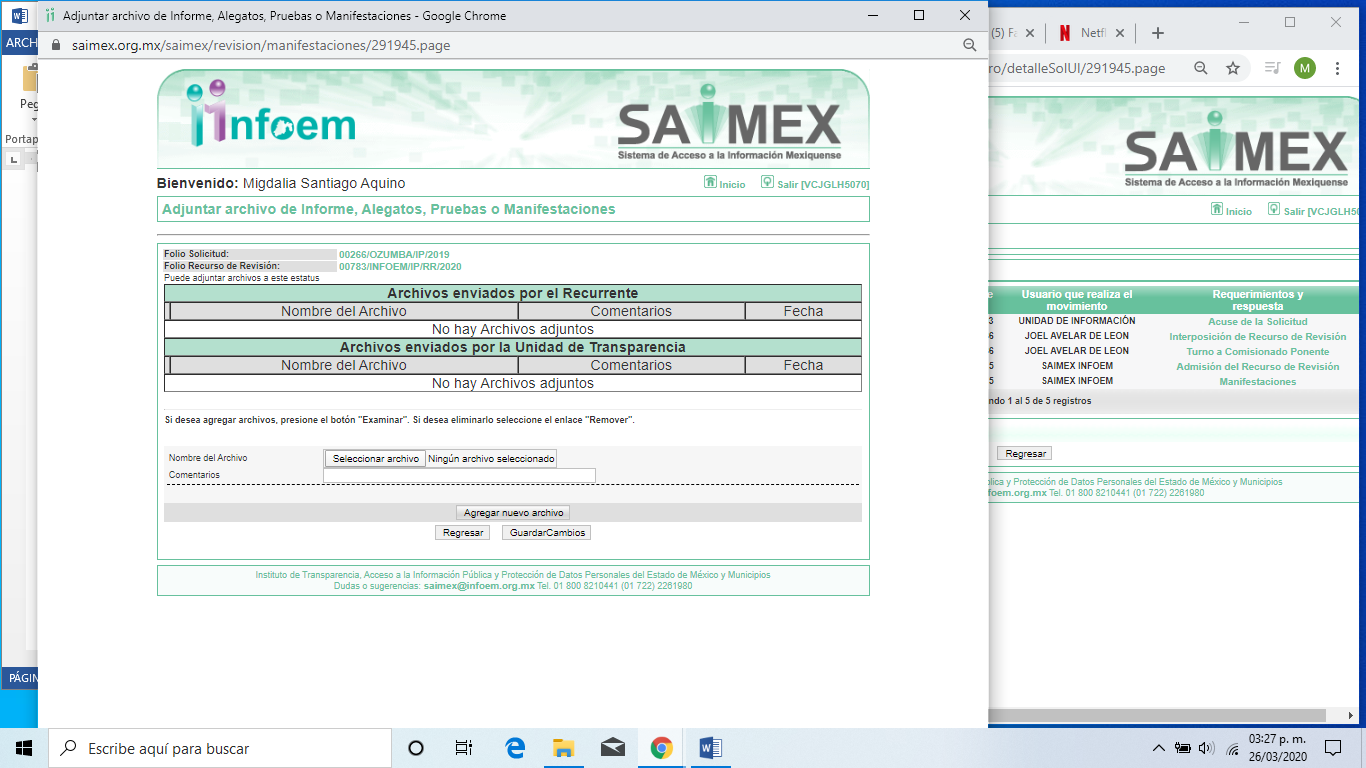 Adjuntar archivo de Informe, Alegatos, Pruebas o Manifestaciones - Google Chrome
saimex.org.mx/saimex/revision/manifestaciones/291945.page
infoem
SAIMEX
Sistema de Acceso a la Información Mexiquense
Bienvenido: Migdalia Santiago Aquino
Inicio Salir [VCJGLH5070]
Adjuntar archivo de Informe, Alegatos, Pruebas o Manifestaciones
Folio Solicitud: 00266/OZUMBA/IP/2019
Folio Recurso de Revisión: 00783/INFOEM/IP/RR/2020
Puede adjuntar archivos a este estatus
Archivos enviados por el Recurrente
Nombre del Archivo Comentarios Fecha
No hay Archivos adjuntos
Archivos enviados por la Unidad de Transparencia
Nombre del Archivo Comentarios Fecha
No hay Archivos adjuntos
Si desea agregar archivos, presione el botón "Examinar". Si desea eliminarlo seleccione el enlace "Remover".
Nombre del Archivo Seleccionar archivo Ningún archivo seleccionado
Comentarios
Agregar nuevo archivo
Regresar GuardarCambios
Instituto de Transparencia, Acceso a la Información Pública y Protección de Datos Personales del Estado de México y Municipios
Dudas o sugerencias: saimex@infoem.org.mx Tel. 01 800 8210441 (01 722) 2261980
ARCH
Peg
Portap
PÁGIN
(5) Fa
Netf
ro/detalleSolUI/291945.page
M
SAIMEX
Sistema de Acceso a la Información Mexiquense
Inicio Salir [VCJGLH50
e Usuario que realiza el movimiento Requerimientos y respuesta
3 UNIDAD DE INFORMACIÓN Acuse de la Solicitud
6 JOEL AVELAR DE LEON Interposición de Recurso de Revisión
6 JOEL AVELAR DE LEON Turno a Comisionado Ponente
5 SAIMEX INFOEM Admisión del Recurso de Revisión
5 SAIMEX INFOEM Manifestaciones
ndo 1 al 5 de 5 registros
Regresar
blica y Protección de Datos Personales del Estado de México y Municipios
foem.org.mx Tel. 01 800 8210441 (01 722) 2261980
Escribe aquí para buscar
03:27 p. m.
26/03/2020